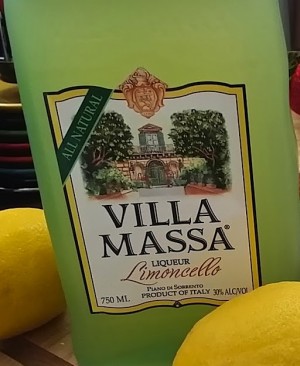 ALL NATURAL
VILLA
MASSA®
LIQUEUR
Limoncello
PIANO DI SORRENTO
750 ML PRODUCT OF ITALY 30% ALC/VOL